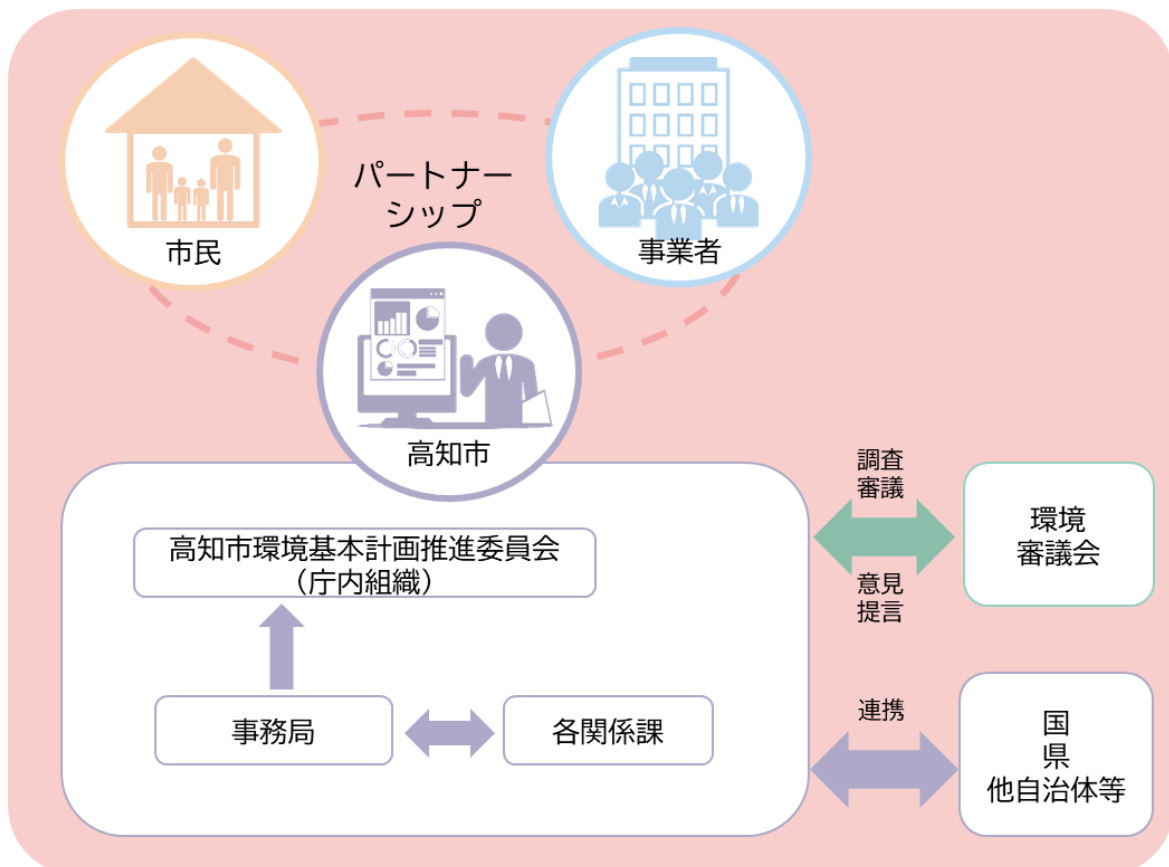 パートナー
シップ
市民
事業者
高知市
高知市環境基本計画推進委員会
（庁内組織）
事務局
各関係課
調査
審議
意見
提言
環境
審議会
連携
国
県
他自治体等